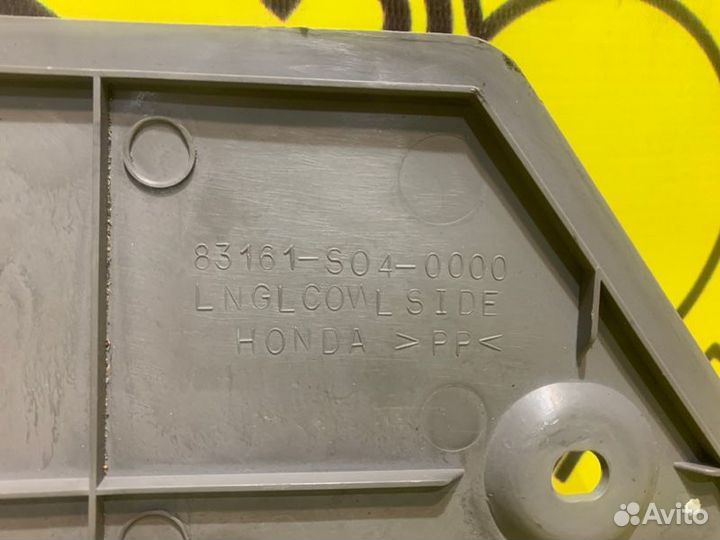 83161-S04-0000
LNGLCOWLSIDE
HONDA >PP<
Avito